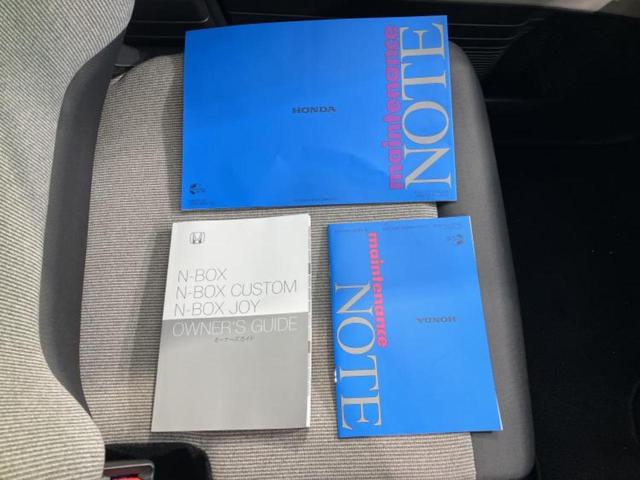 maintenance
NOTE
HONDA
N-BOX
N-BOX CUSTOM
N-BOX JOY
OWNER'S GUIDE
オーナーズガイド
maintenance
NOTE
HONDA